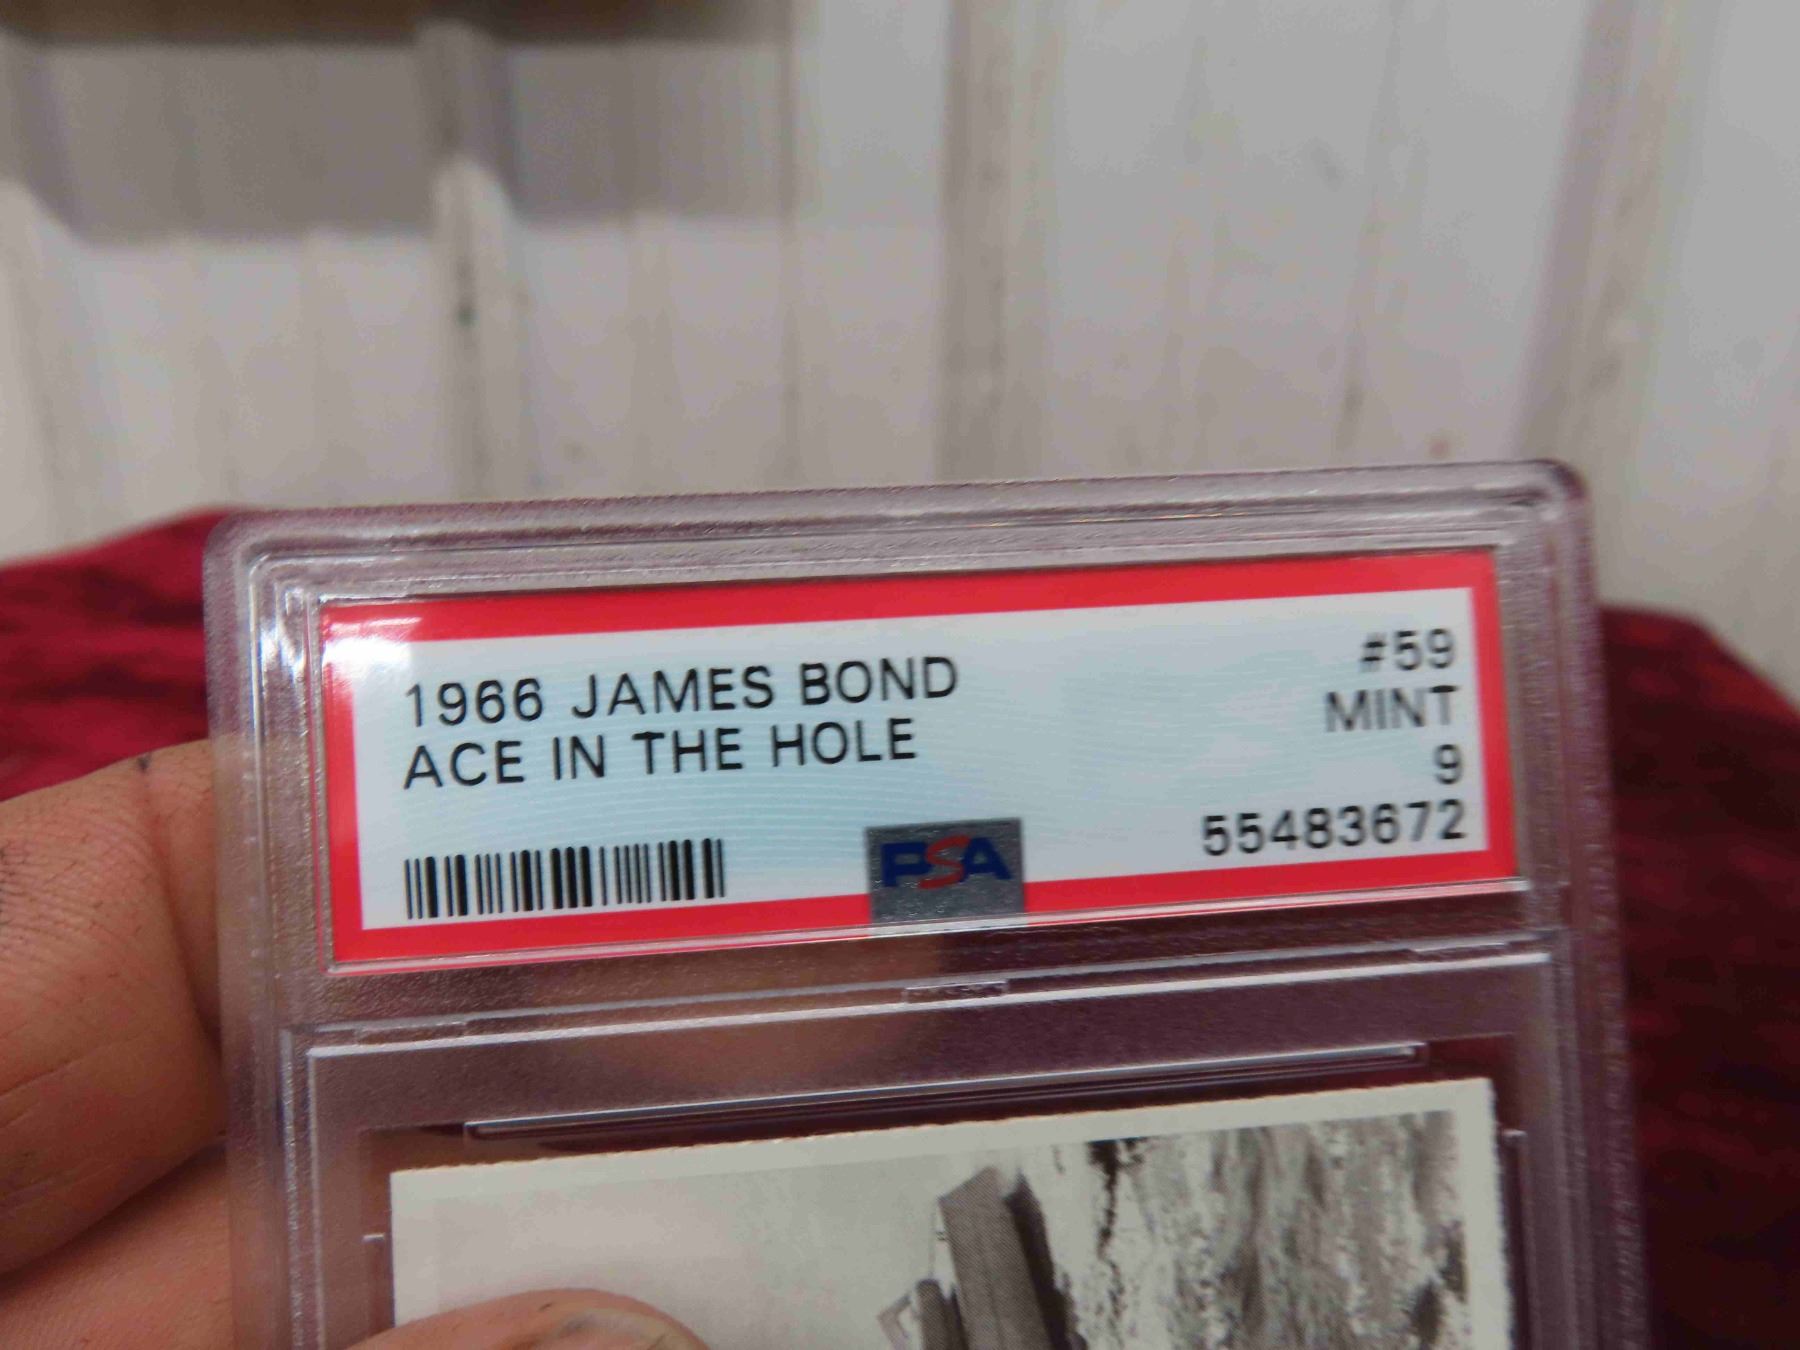 1966 JAMES BOND
ACE IN THE HOLE
#59
MINT
9
55483672
PSA